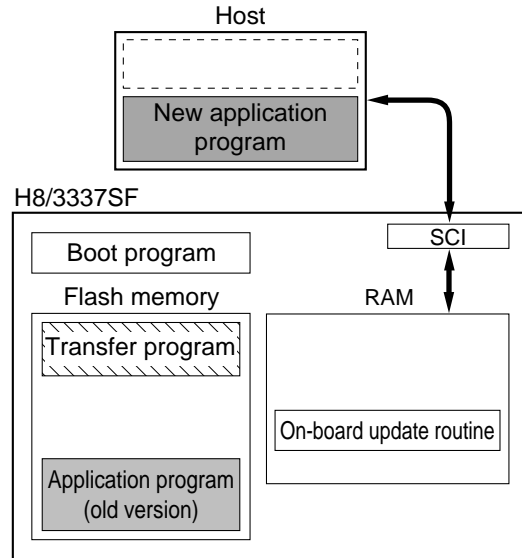 Host
New application
program
H8/3337SF
SCI
Boot program
Flash memory
RAM
Transfer program
On-board update routine
Application program
(old version)